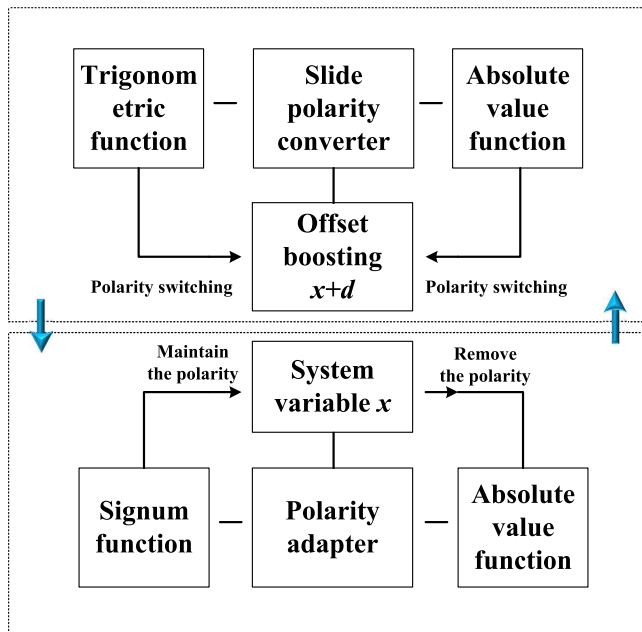 Trigonom
etric
function
Slide
polarity
converter
Absolute
value
function
Offset
boosting
x+d
Polarity switching
Polarity switching
Maintain
the polarity
System
variable x
Remove
the polarity
Signum
function
Polarity
adapter
Absolute
value
function